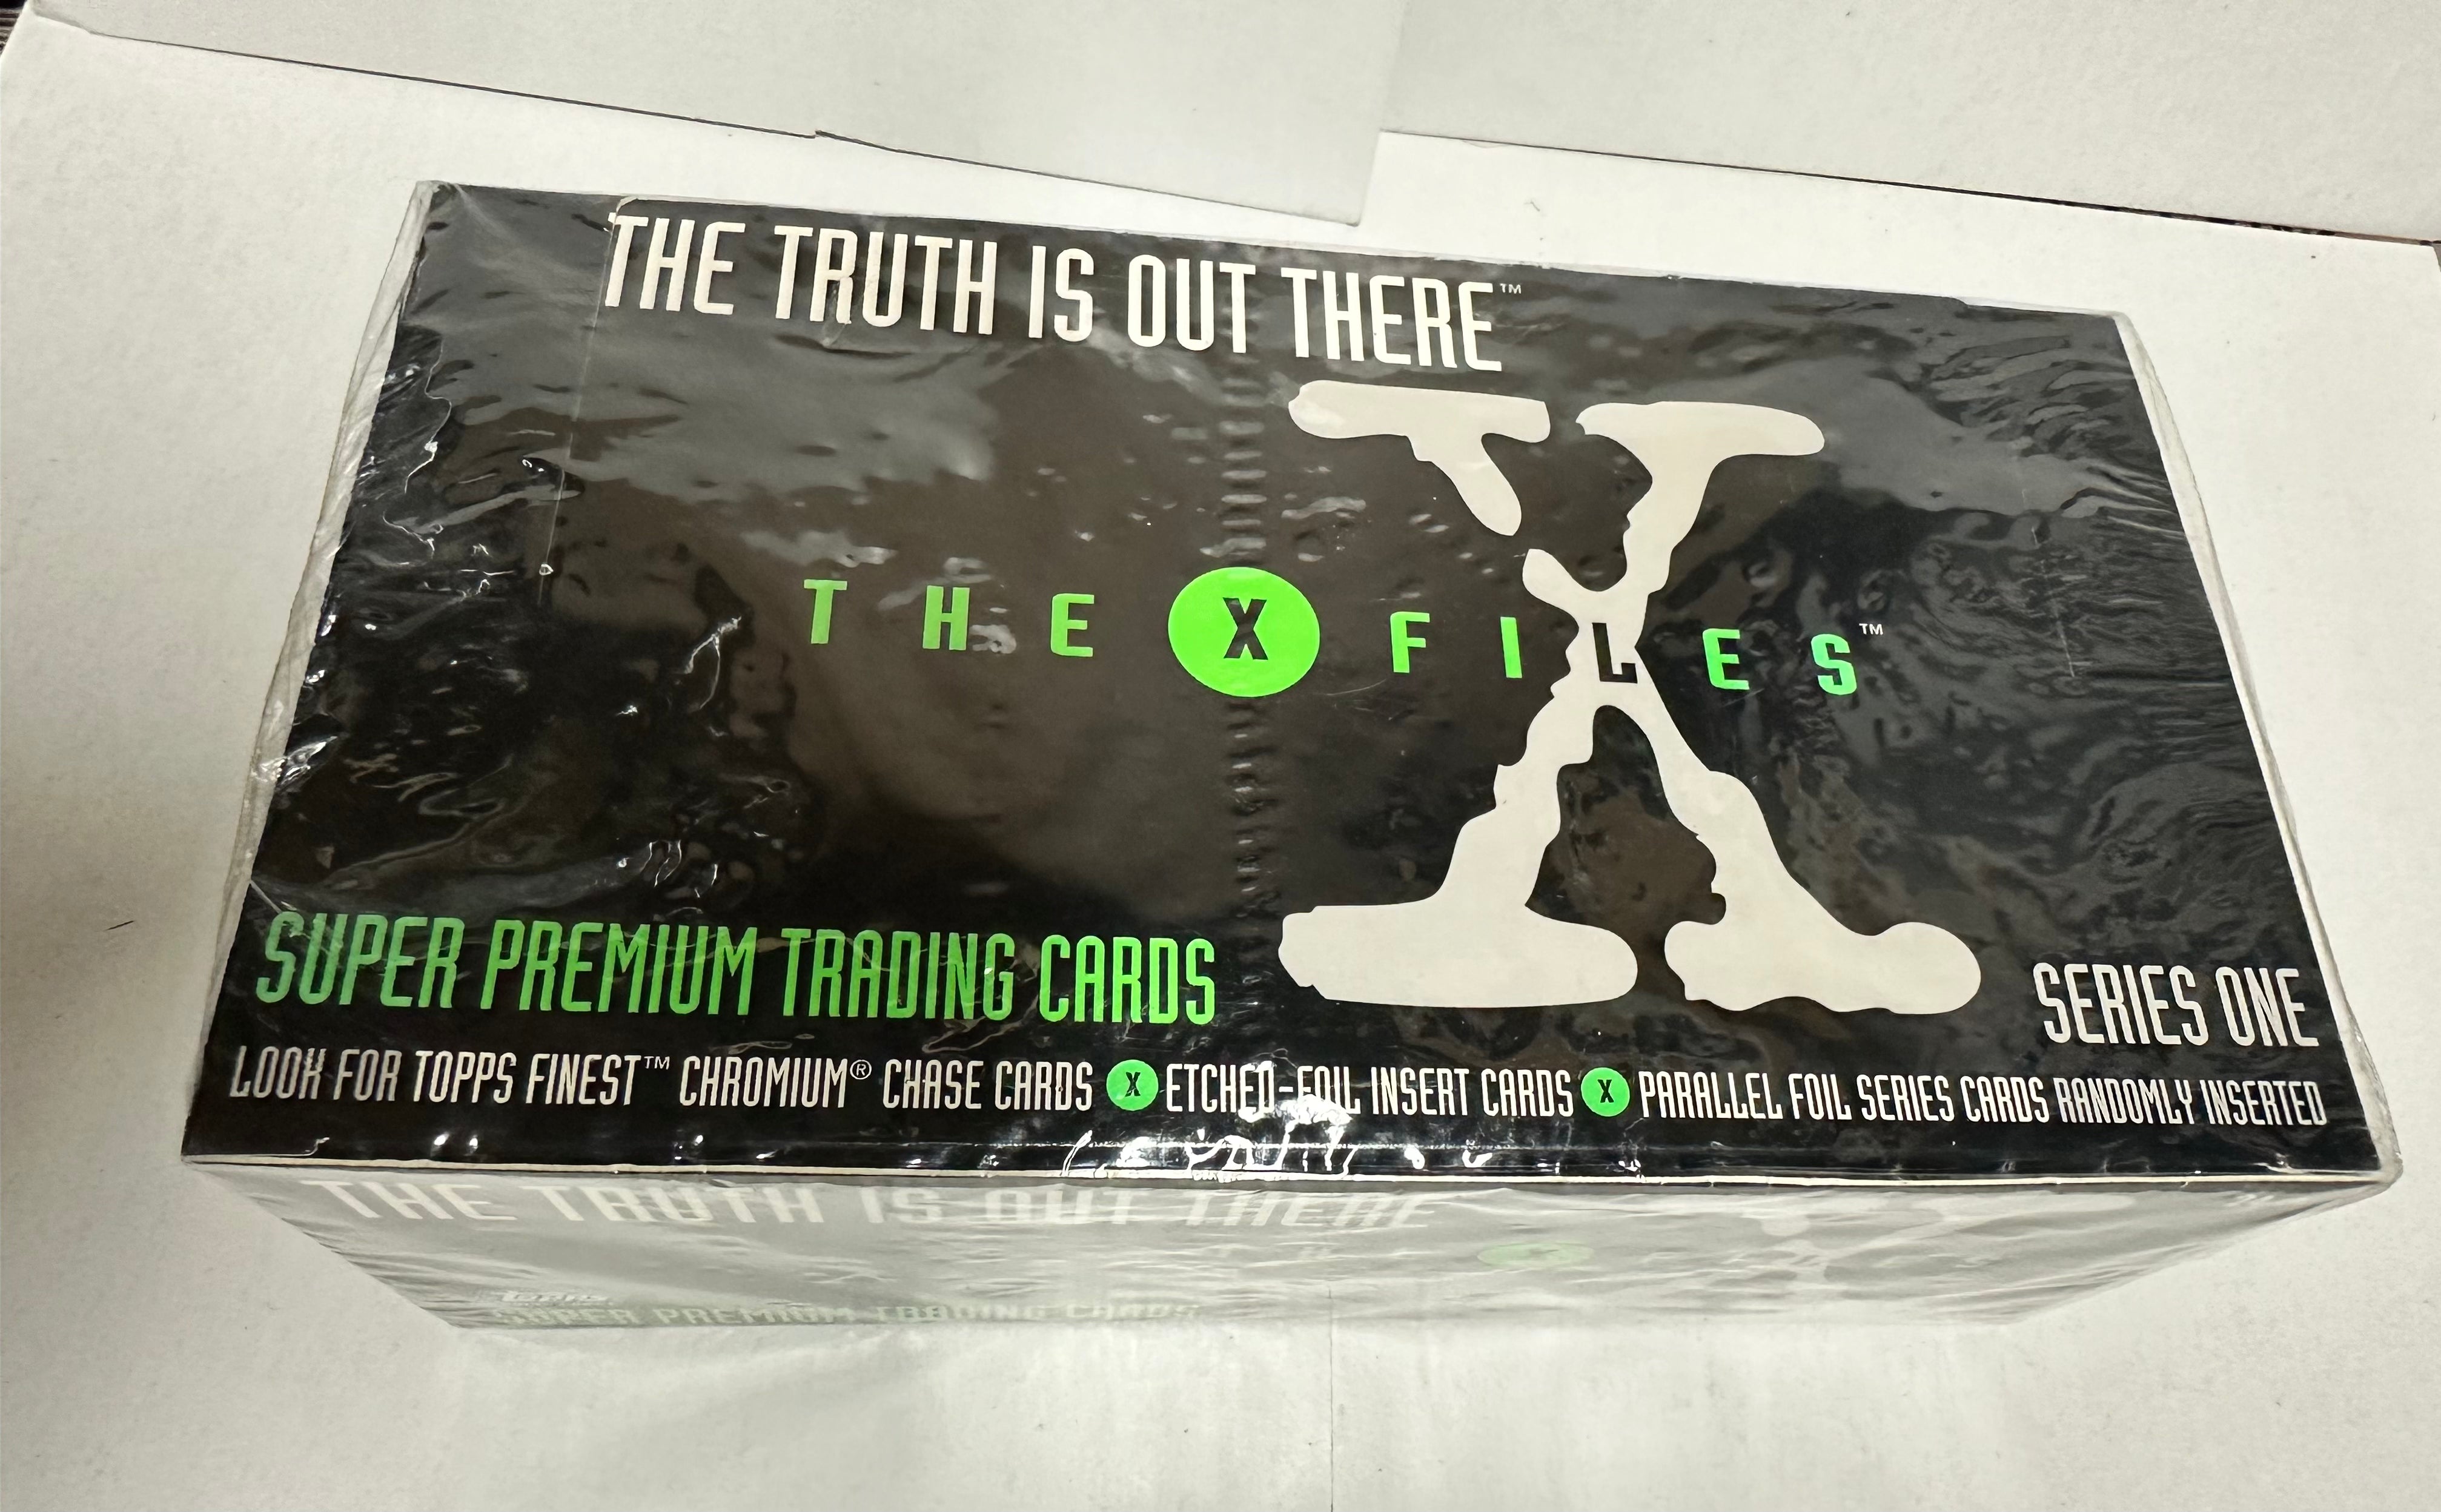 THE TRUTH IS OUT THERE™
THE X FILES™
SUPER PREMIUM TRADING CARDS
SERIES ONE
LOOK FOR TOPPS FINEST™ CHROMIUM® CHASE CARDS X ETCHED-FOIL INSERT CARDS X PARALLEL FOIL SERIES CARDS RANDOMLY INSERTED
THE TRUTH IS OUT THERE
TOPPS
SUPER PREMIUM TRADING CARDS